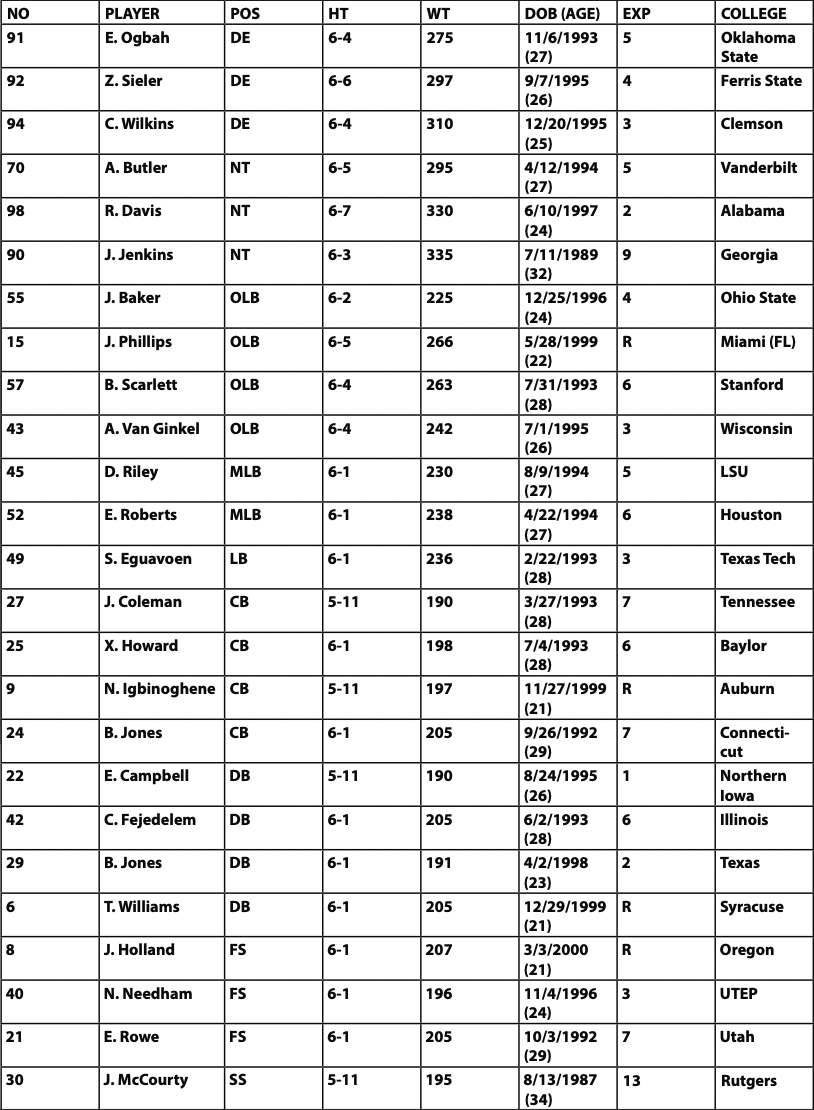 NO PLAYER POS HT WT DOB (AGE) EXP COLLEGE
91 E. Ogbah DE 6-4 275 11/6/1993 5 Oklahoma
(27) State
92 Z. Sieler DE 6-6 297 9/7/1995 4 Ferris State
(26)
94 C. Wilkins DE 6-4 310 12/20/1995 3 Clemson
(25)
70 A. Butler NT 6-5 295 4/12/1994 5 Vanderbilt
(27)
98 R. Davis NT 6-7 330 6/10/1997 2 Alabama
(24)
90 J. Jenkins NT 6-3 335 7/11/1989 9 Georgia
(32)
55 J. Baker OLB 6-2 225 12/25/1996 4 Ohio State
(24)
15 J. Phillips OLB 6-5 266 5/28/1999 R Miami (FL)
(22)
57 B. Scarlett OLB 6-4 263 7/31/1993 6 Stanford
(28)
43 A. Van Ginkel OLB 6-4 242 7/1/1995 3 Wisconsin
(26)
45 D. Riley MLB 6-1 230 8/9/1994 5 LSU
(27)
52 E. Roberts MLB 6-1 238 4/22/1994 6 Houston
(27)
49 S. Eguavoen LB 6-1 236 2/22/1993 3 Texas Tech
(28)
27 J. Coleman CB 5-11 190 3/27/1993 7 Tennessee
(28)
25 X. Howard CB 6-1 198 7/4/1993 6 Baylor
(28)
9 N. Igbinoghene CB 5-11 197 11/27/1999 R Auburn
(21)
24 B. Jones CB 6-1 205 9/26/1992 7 Connecti-
(29) cut
22 E. Campbell DB 5-11 190 8/24/1995 1 Northern
(26) Iowa
42 C. Fejedelem DB 6-1 205 6/2/1993 6 Illinois
(28)
29 B. Jones DB 6-1 191 4/2/1998 2 Texas
(23)
6 T. Williams DB 6-1 205 12/29/1999 R Syracuse
(21)
8 J. Holland FS 6-1 207 3/3/2000 R Oregon
(21)
40 N. Needham FS 6-1 196 11/4/1996 3 UTEP
(24)
21 E. Rowe FS 6-1 205 10/3/1992 7 Utah
(29)
30 J. McCourty SS 5-11 195 8/13/1987 13 Rutgers
(34)